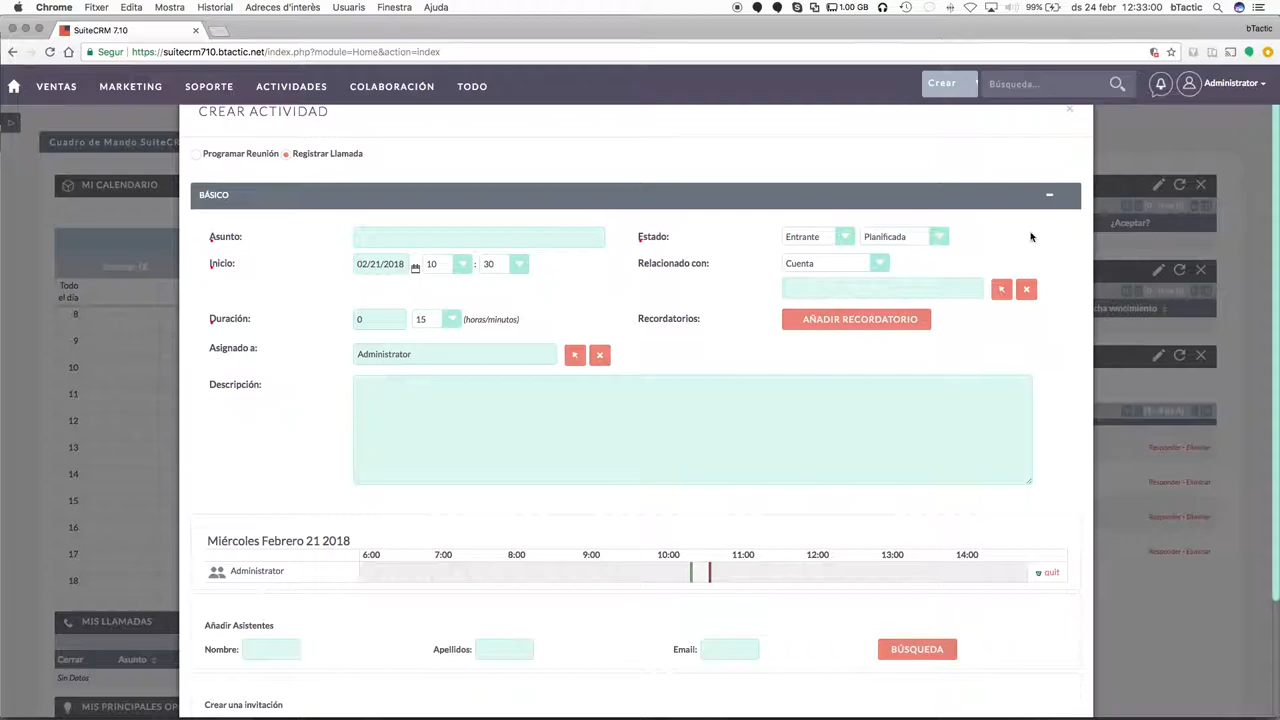 Chrome Fitxer Edita Mostra Historial Adreces d'interès Usuaris Finestra Ajuda 1.00 GB 99% ds 24 febr 12:33:00 bTactic
SuiteCRM 7.10 bTactic
Segur https://suitecrm710.btactic.net/index.php?module=Home&action=index
VENTAS MARKETING SOPORTE ACTIVIDADES COLABORACIÓN TODO Crear Búsqueda... Administrator
CREAR ACTIVIDAD
Cuadro de Mando SuiteCR
Programar Reunión Registrar Llamada
MI CALENDARIO
BÁSICO
¿Aceptar?
Asunto: Estado: Entrante Planificada
Inicio: 02/21/2018 10 : 30 Relacionado con: Cuenta
Todo
el día
cha vencimiento
8
Duración: 0 15 (horas/minutos) Recordatorios: AÑADIR RECORDATORIO
9
Asignado a: Administrator
10
Descripción:
11
12
13 Responder - Eliminar
14 Responder - Eliminar
15
16 Responder - Eliminar
17 Responder - Eliminar
18
Miércoles Febrero 21 2018
6:00 7:00 8:00 9:00 10:00 11:00 12:00 13:00 14:00
Administrator quit
MIS LLAMADAS
Añadir Asistentes
Nombre: Apellidos: Email: BÚSQUEDA
Cerrar Asunto
Sin Datos
MIS PRINCIPALES OP
Crear una invitación